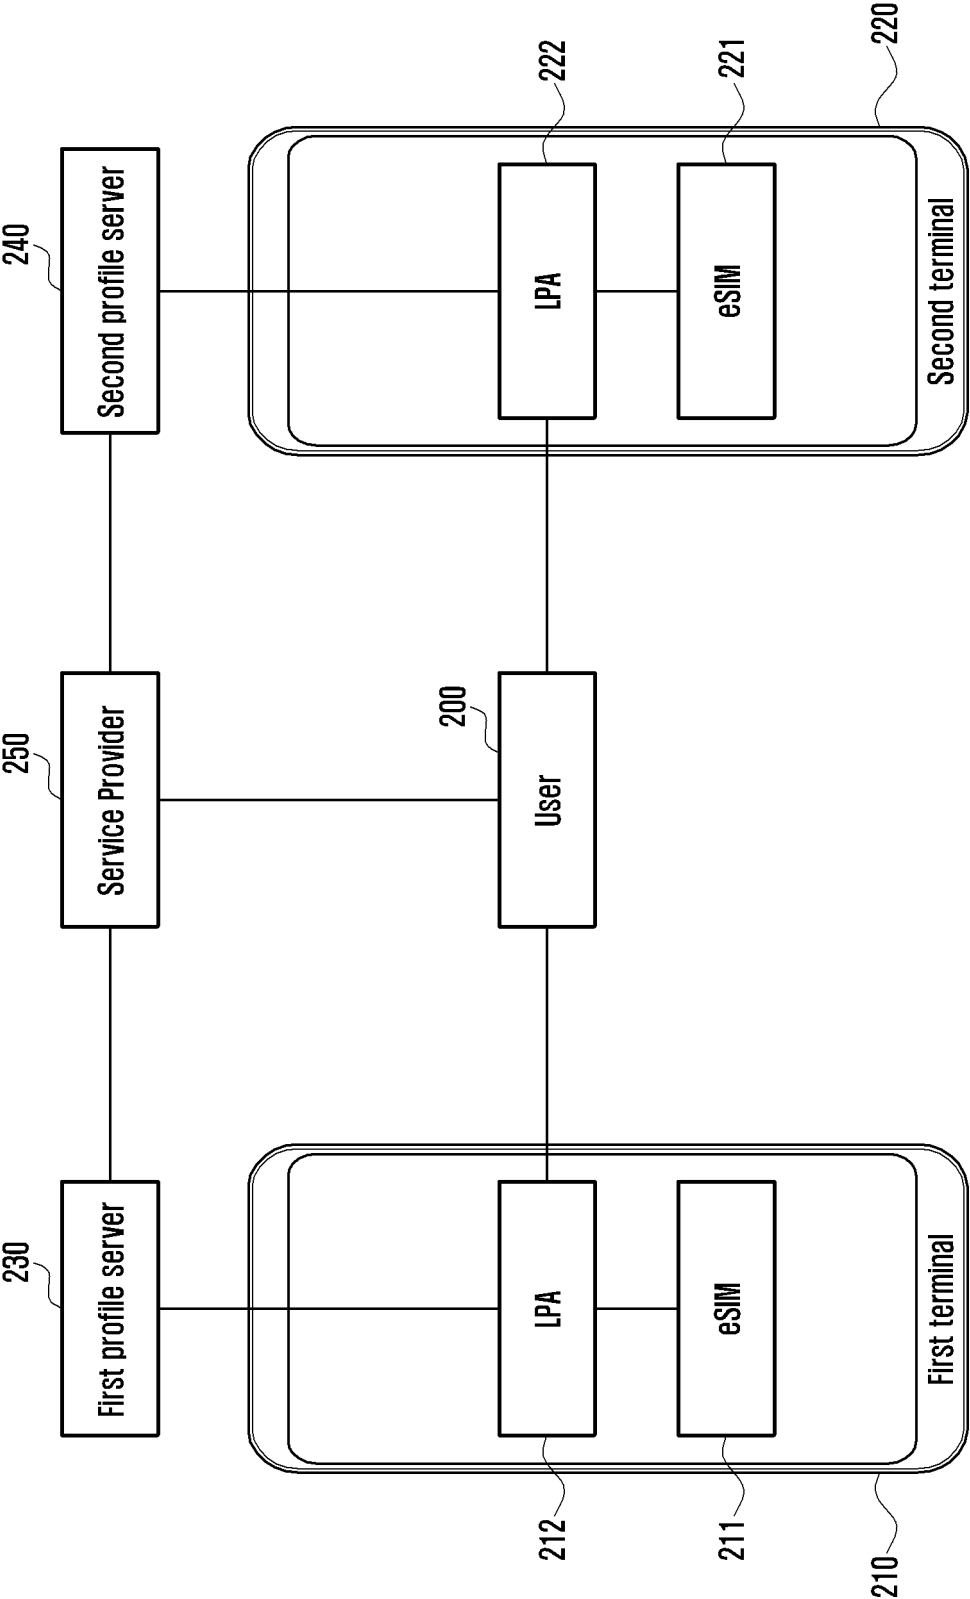 230
First profile server
250
Service Provider
240
Second profile server
212
LPA
200
User
LPA
222
211
eSIM
eSIM
221
210
First terminal
Second terminal
220